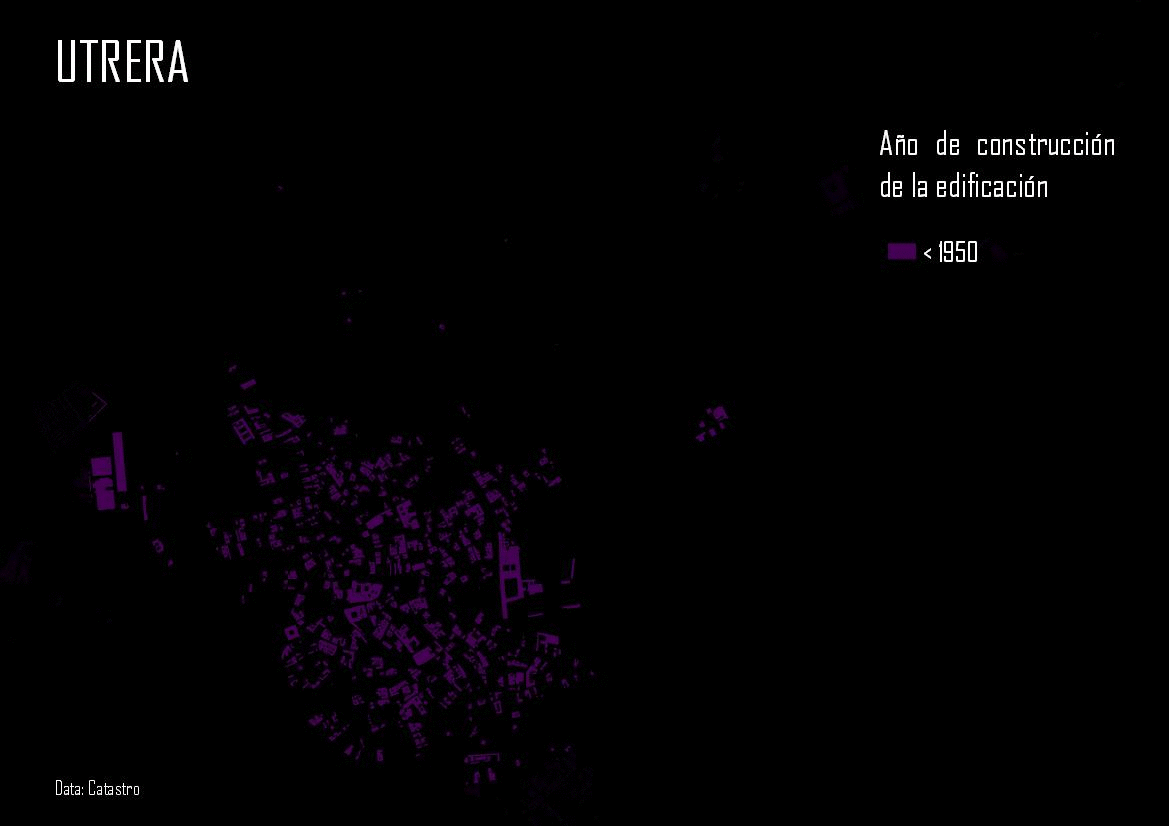 UTRERA
Año de construcción
de la edificación
< 1950
Data: Catastro